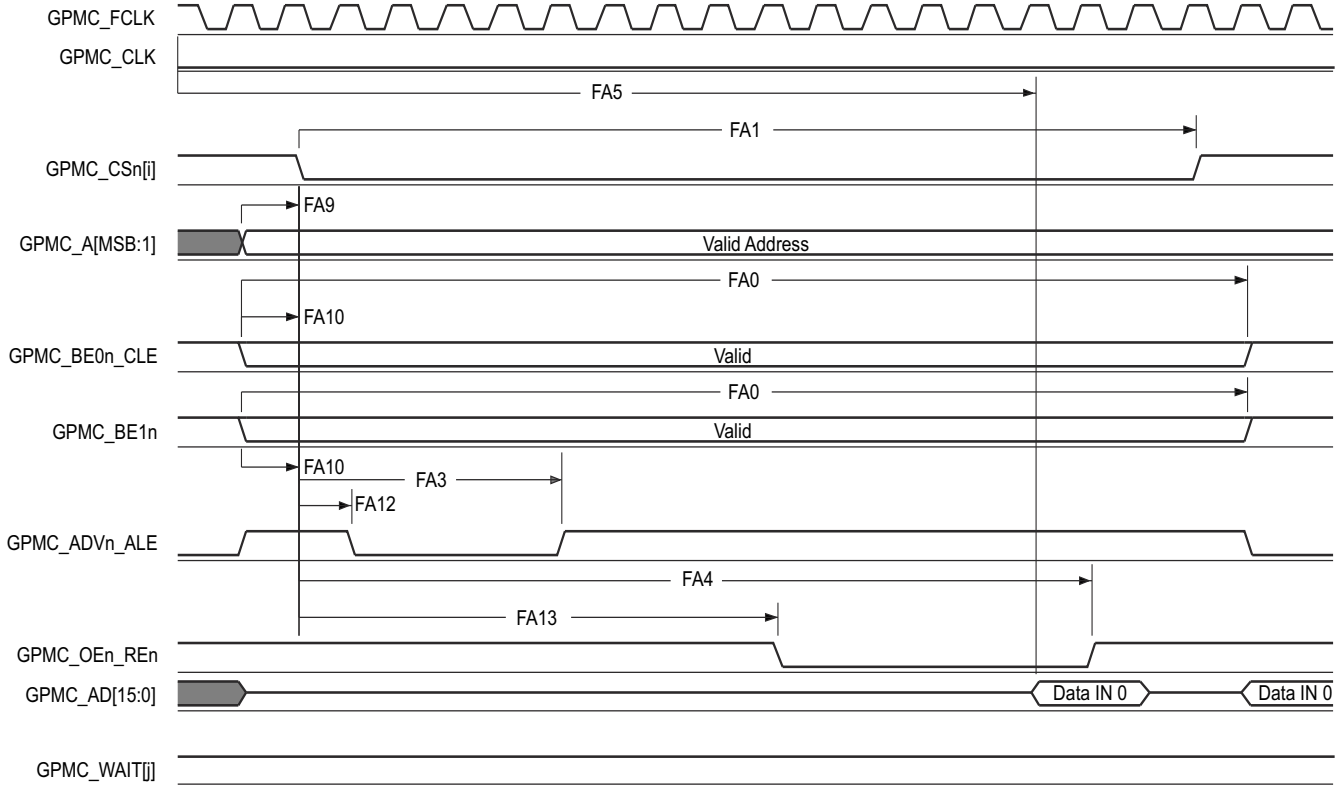 GPMC_FCLK
GPMC_CLK
FA5
FA1
GPMC_CSn[i]
FA9
GPMC_A[MSB:1]
Valid Address
FA0
FA10
GPMC_BE0n_CLE
Valid
FA0
GPMC_BE1n
Valid
FA10
FA3
FA12
GPMC_ADVn_ALE
FA4
FA13
GPMC_OEn_REn
GPMC_AD[15:0]
Data IN 0
Data IN 0
GPMC_WAIT[j]